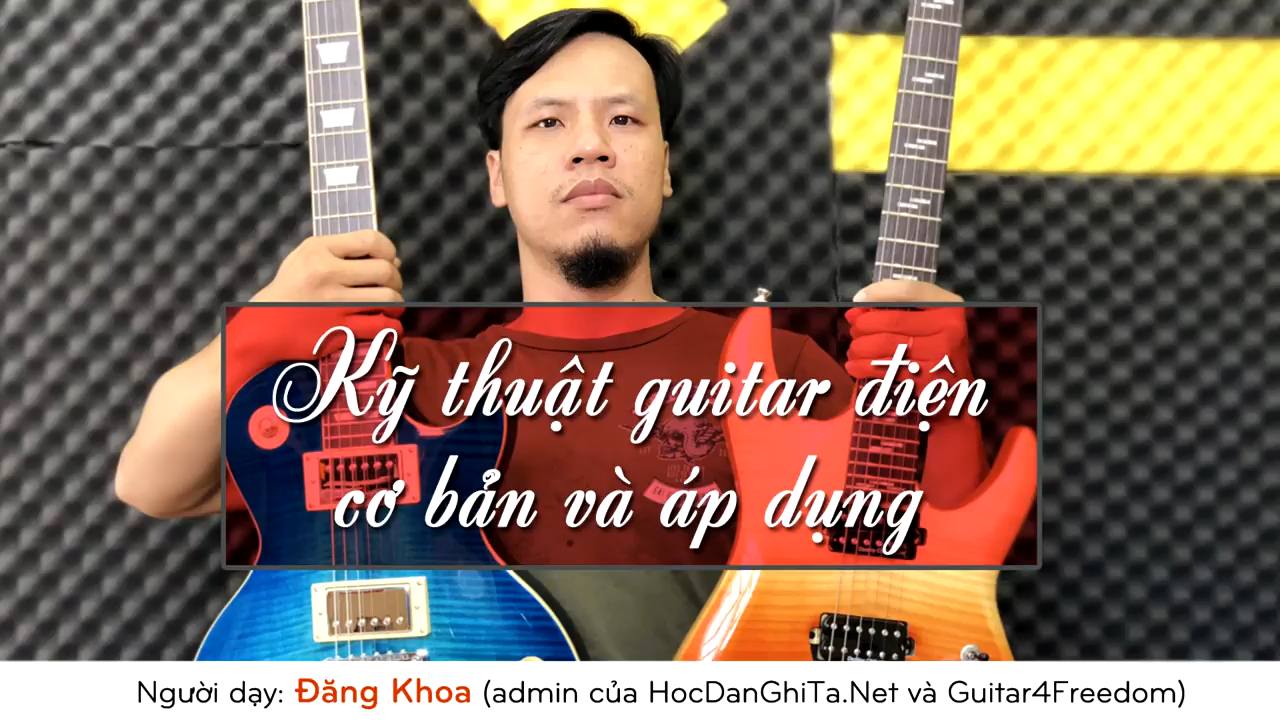 Kỹ thuật guitar điện
cơ bản và áp dụng
Người dạy: Đăng Khoa (admin của HocDanGhiTa.Net và Guitar4Freedom)